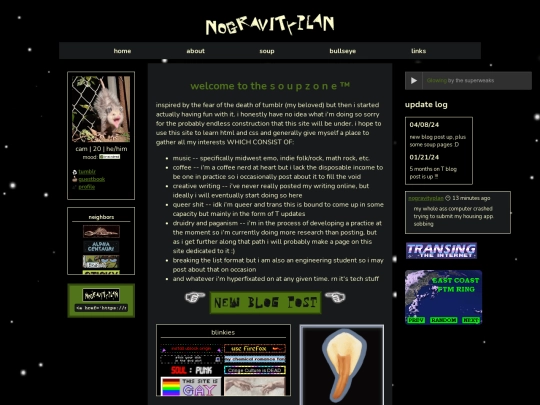 NOGRAVITYPLAN
home about soup bullseye links
cam | 20 | he/him
mood
tumblr
guestbook
profile
neighbors
ALPHA
CENTAURI
NOGRAVITYPLAN
<a href='https://
welcome to the s o u p z o n e ™
inspired by the fear of the death of tumblr (my beloved) but then i started
actually having fun with it. i honestly have no idea what i'm doing so sorry
for the probably endless construction that this site will be under. i hope to
use this site to learn html and css and generally give myself a place to
gather all my interests WHICH CONSIST OF:
• music -- specifically midwest emo, indie folk/rock, math rock, etc.
• coffee -- i'm a coffee nerd at heart but i lack the disposable income to
be one in practice so i occasionally post about it to fill the void
• creative writing -- i've never really posted my writing online, but
ideally i will eventually start doing so here
• queer shit -- idk i'm queer and trans this is bound to come up in some
capacity but mainly in the form of T updates
• druidry and paganism -- i'm in the process of developing a practice at
the moment so i'm currently doing more research than posting, but
as i get further along that path i will probably make a page on this
site dedicated to it :)
• breaking the list format but i am also an engineering student so i may
post about that on occasion
• and whatever i'm hyperfixated on at any given time. rn it's tech stuff
NEW BLOG POST
blinkies
use firefox
my chemical romance fan
SOUL PUNK
Cringe Culture is DEAD
THIS SITE IS
GAY
by the superweaks
update log
04/08/24
new blog post up, plus
some soup pages :D
01/21/24
5 months on T blog
post is up !!
nogravityplan 13 minutes ago
my whole ass computer crashed
trying to submit my housing app.
sobbing
TRANSING
THE INTERNET
EAST COAST
FTM RING
PREV RANDOM NEXT